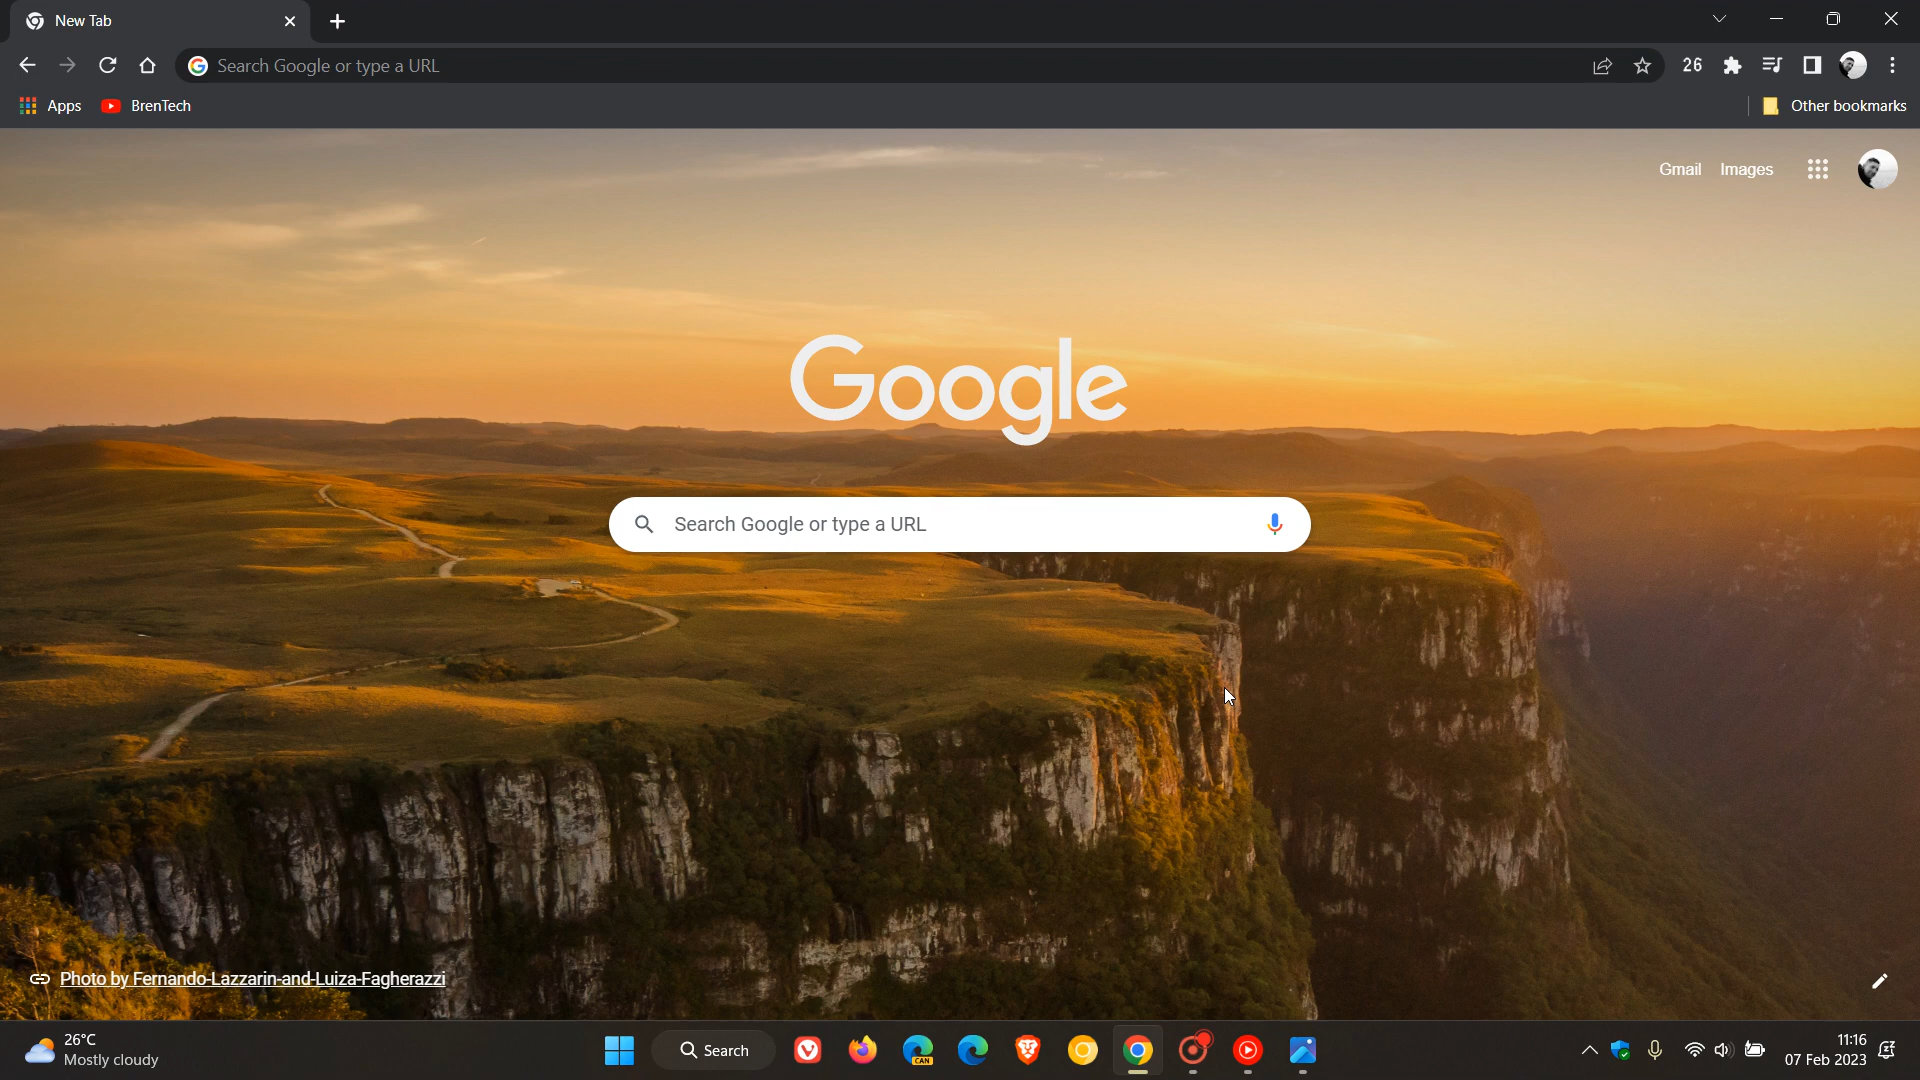 New Tab
Search Google or type a URL
26
Apps
BrenTech
Other bookmarks
Gmail
Images
Google
Search Google or type a URL
Photo by Fernando-Lazzarin-and-Luiza-Fagherazzi
26°C
Mostly cloudy
Search
CAN
11:16
07 Feb 2023